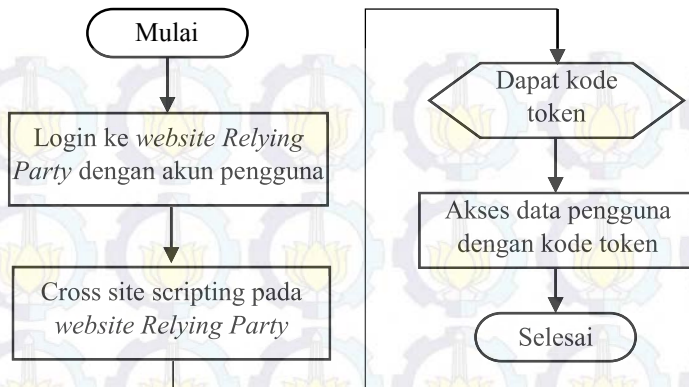 Mulai
Login ke website Relying
Party dengan akun pengguna
Cross site scripting pada
website Relying Party
Dapat kode
token
Akses data pengguna
dengan kode token
Selesai